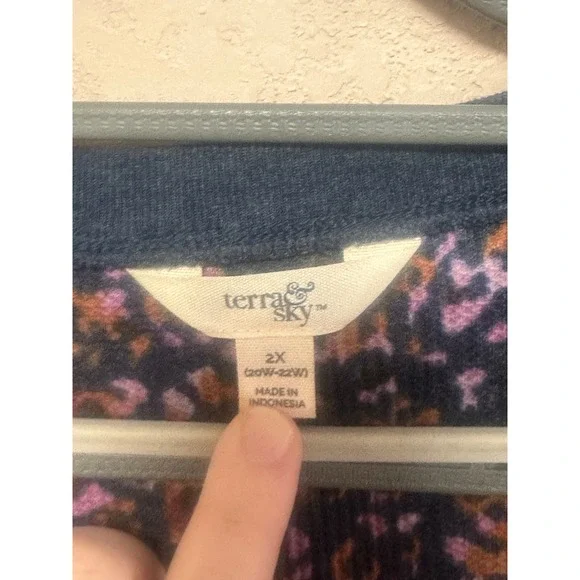 terra&
sky™
2X
(20W-22W)
MADE IN
INDONESIA